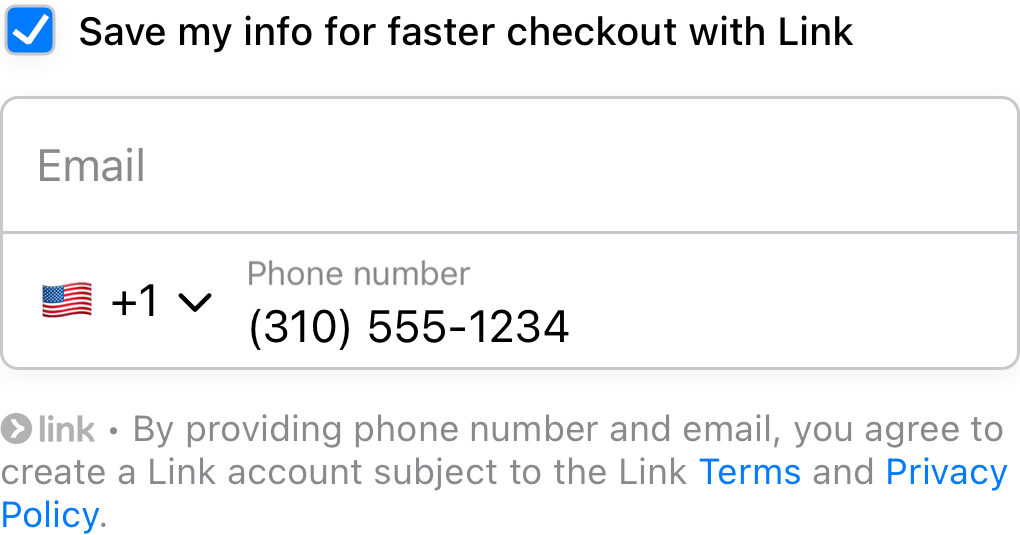 Save my info for faster checkout with Link
Email
Phone number
+1 (310) 555-1234
link • By providing phone number and email, you agree to
create a Link account subject to the Link Terms and Privacy
Policy.